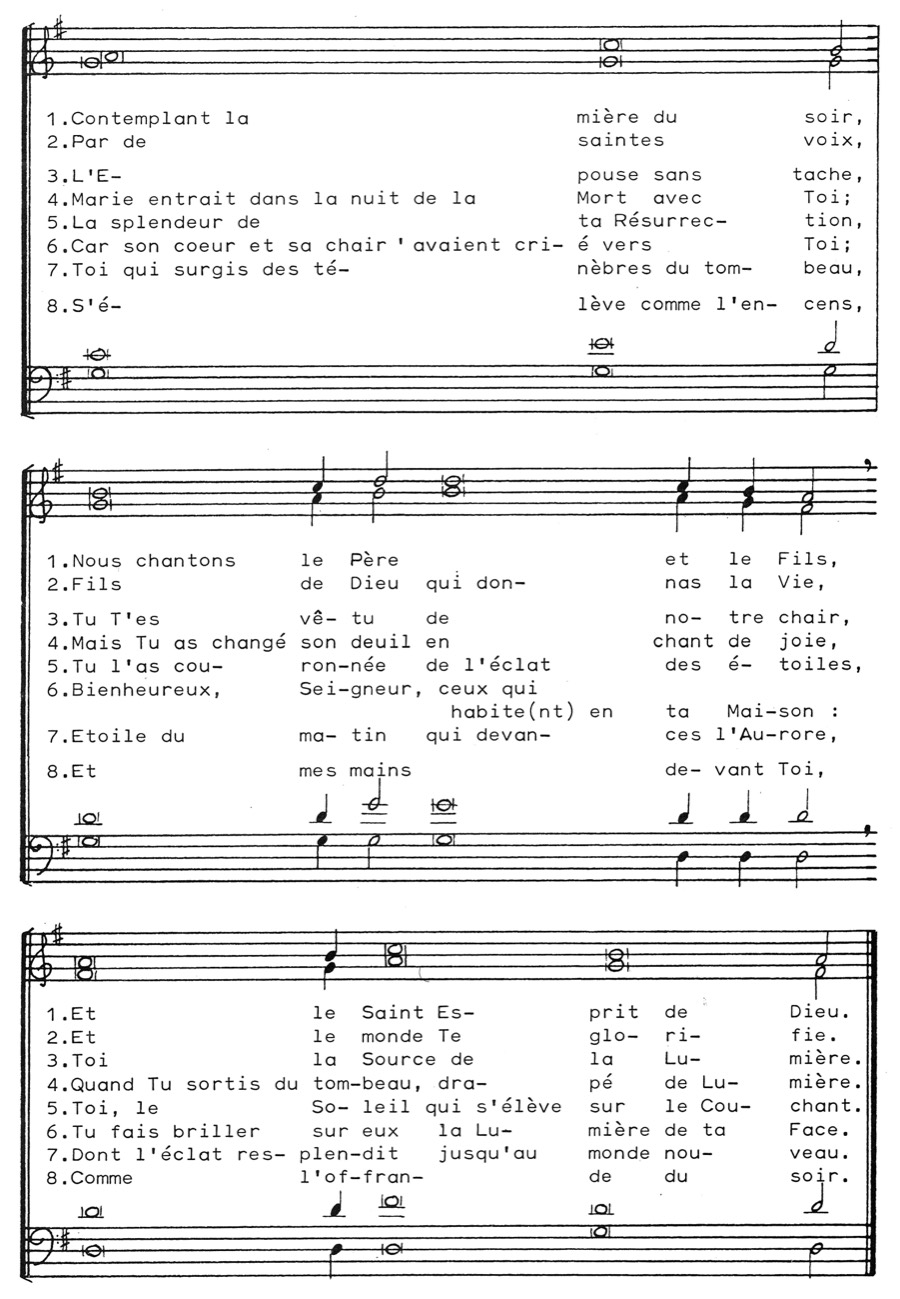 1.Contemplant la mière du soir,
2.Par de saintes voix,
3.L'E- pouse sans tache,
4.Marie entrait dans la nuit de la Mort avec Toi;
5.La splendeur de ta Résurrec- tion,
6.Car son coeur et sa chair 'avaient cri- é vers Toi;
7.Toi qui surgis des té- nèbres du tom- beau,
8.S'é- lève comme l'en- cens,
1.Nous chantons le Père et le Fils,
2.Fils de Dieu qui don- nas la Vie,
3.Tu T'es vê- tu de no- tre chair,
4.Mais Tu as changé son deuil en chant de joie,
5.Tu l'as cou- ron-née de l'éclat des é- toiles,
6.Bienheureux, Sei-gneur, ceux qui
habite(nt) en ta Mai-son :
7.Etoile du ma- tin qui devan- ces l'Au-rore,
8.Et mes mains de- vant Toi,
1.Et le Saint Es- prit de Dieu.
2.Et le monde Te glo- ri- fie.
3.Toi la Source de la Lu- mière.
4.Quand Tu sortis du tom-beau, dra- pé de Lu- mière.
5.Toi, le So- leil qui s'élève sur le Cou- chant.
6.Tu fais briller sur eux la Lu- mière de ta Face.
7.Dont l'éclat res- plen-dit jusqu'au monde nou- veau.
8.Comme l'of-fran- de du soir.